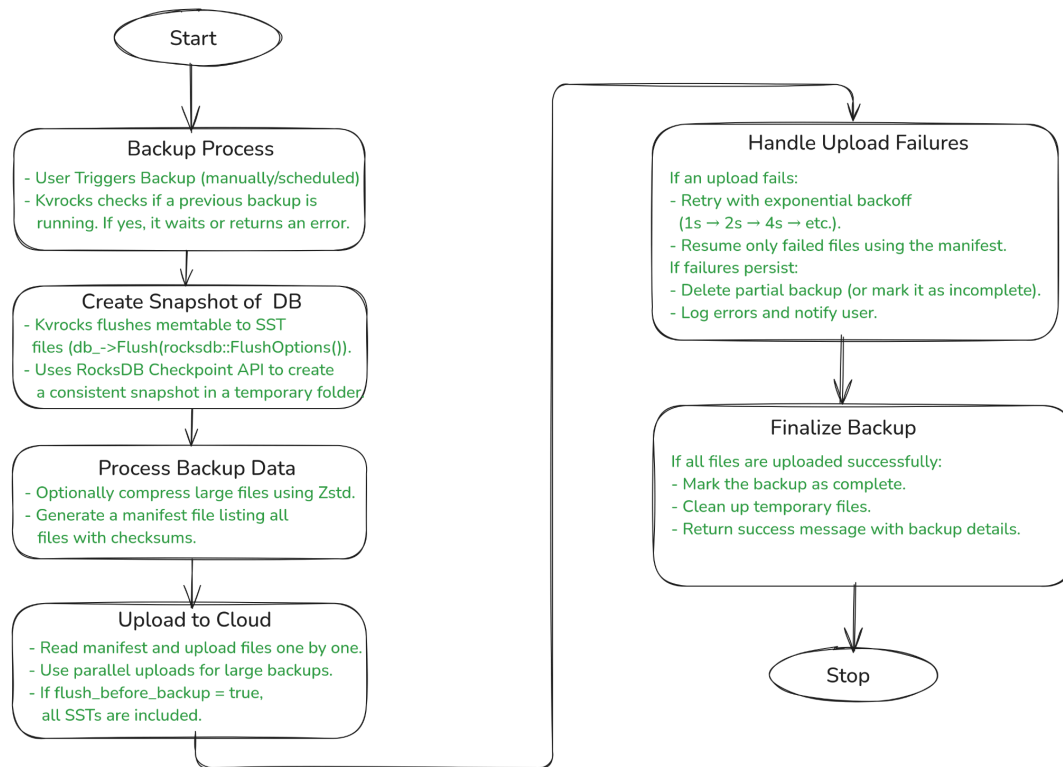 Start
Backup Process
- User Triggers Backup (manually/scheduled)
- Kvrocks checks if a previous backup is
running. If yes, it waits or returns an error.
Create Snapshot of  DB
- Kvrocks flushes memtable to SST
files (db_->Flush(rocksdb::FlushOptions()).
- Uses RocksDB Checkpoint API to create
a consistent snapshot in a temporary folder
Process Backup Data
- Optionally compress large files using Zstd.
- Generate a manifest file listing all
files with checksums.
Upload to Cloud
- Read manifest and upload files one by one.
- Use parallel uploads for large backups.
- If flush_before_backup = true,
all SSTs are included.
Handle Upload Failures
If an upload fails:
- Retry with exponential backoff
(1s → 2s → 4s → etc.).
- Resume only failed files using the manifest.
If failures persist:
- Delete partial backup (or mark it as incomplete).
- Log errors and notify user.
Finalize Backup
If all files are uploaded successfully:
- Mark the backup as complete.
- Clean up temporary files.
- Return success message with backup details.
Stop